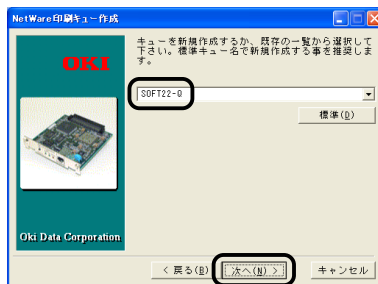 NetWare印刷キュー作成
キューを新規作成するか、既存の一覧から選択して
下さい。標準キュー名で新規作成する事を推奨しま
す。
OKI
SOFT22-Q
標準(D)
Oki Data Corporation
< 戻る(B)
次へ(N) >
キャンセル